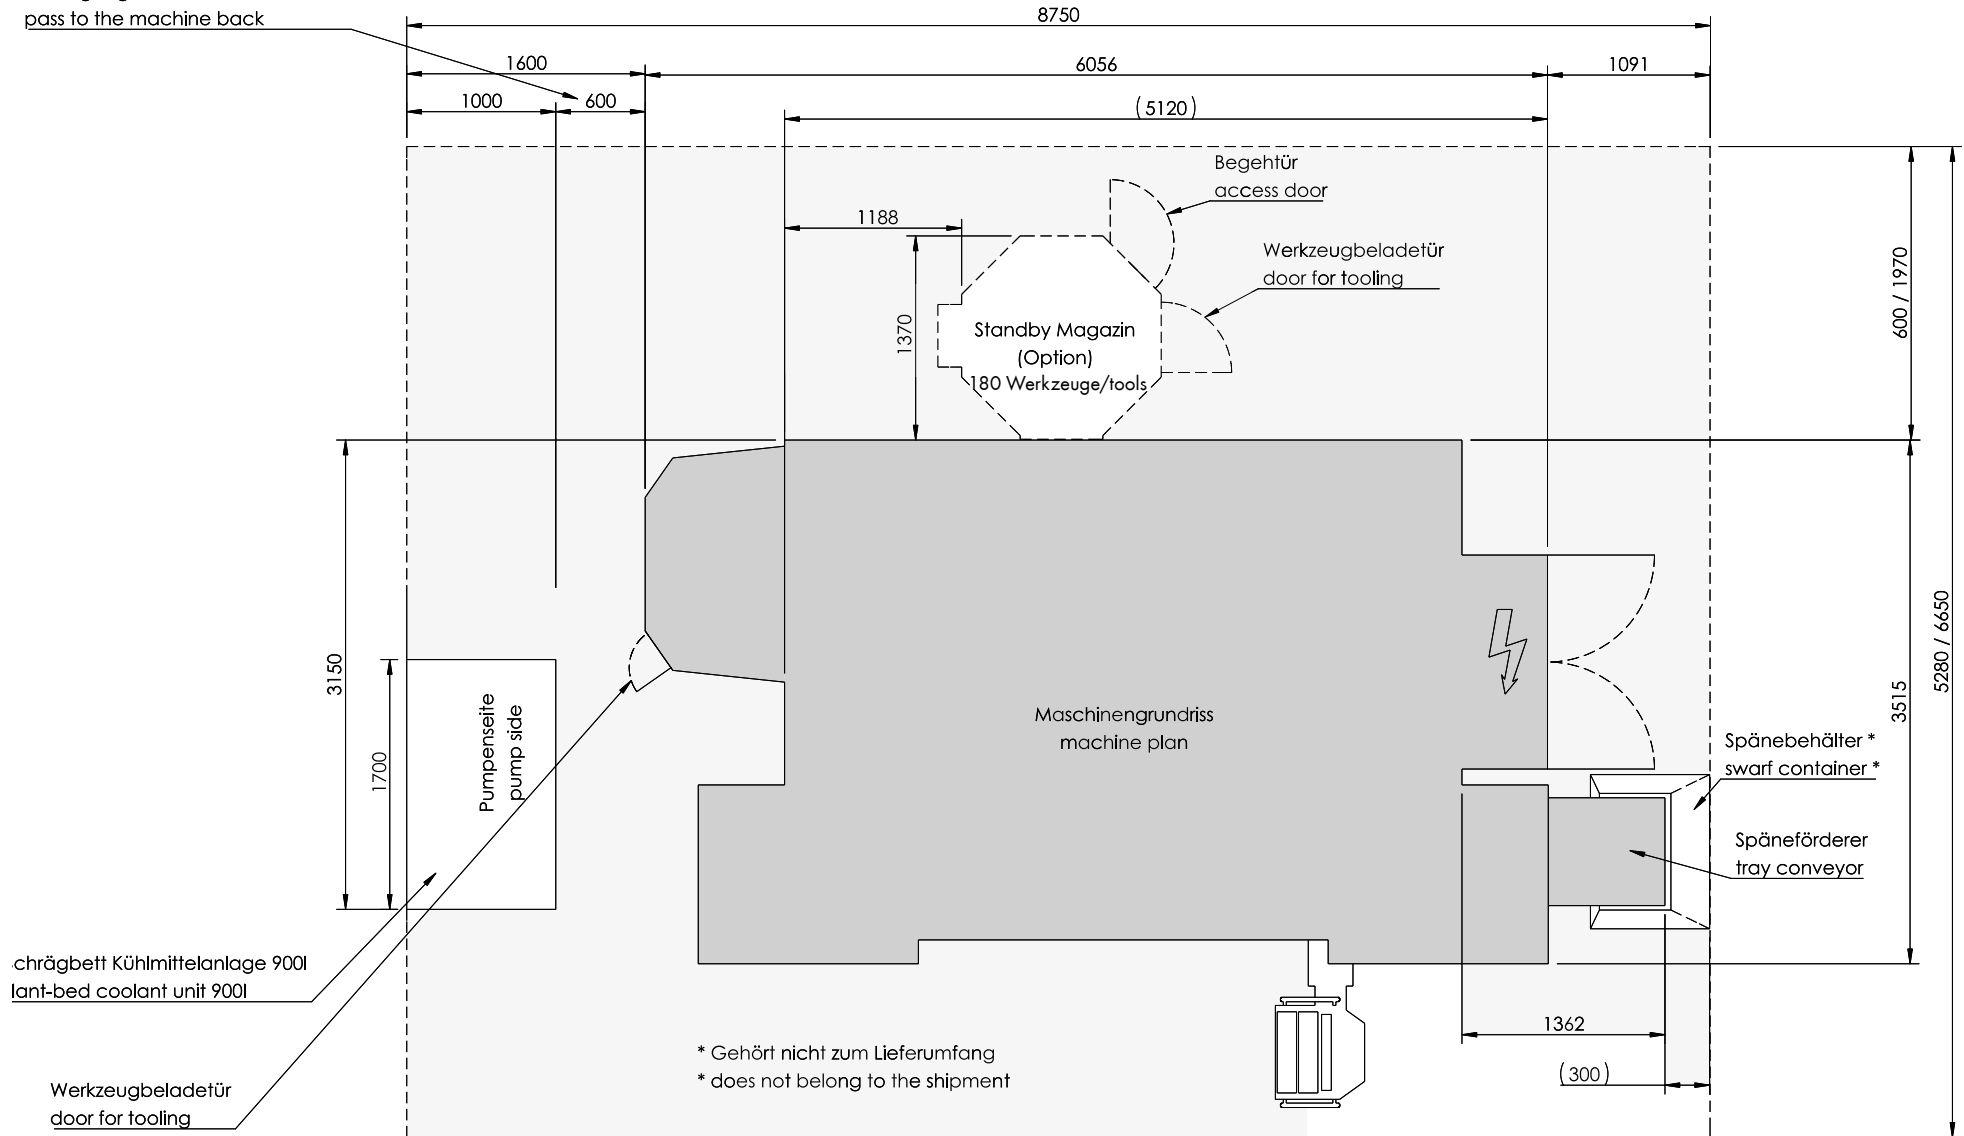 pass to the machine back
8750
1600
6056
1091
1000
600
(5120)
Begehtür
access door
1188
Werkzeugbeladetür
door for tooling
600 / 1970
1370
Standby Magazin
(Option)
180 Werkzeuge/tools
5280 / 6650
3150
3515
Maschinengrundriss
machine plan
Pumpenseite
pump side
1700
Spänebehälter *
swarf container *
Späneförderer
tray conveyor
chrägbett Kühlmittelanlage 900l
lant-bed coolant unit 900l
1362
* Gehört nicht zum Lieferumfang
* does not belong to the shipment
(300)
Werkzeugbeladetür
door for tooling